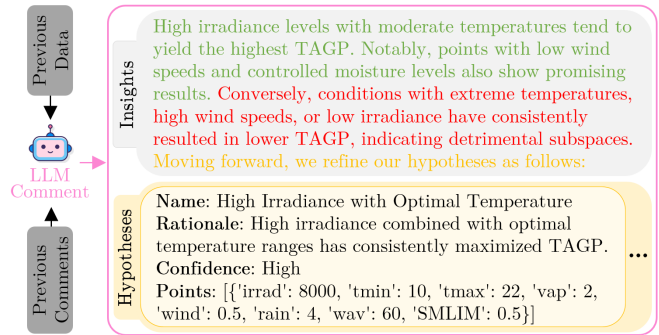 Previous
Data
LLM
Comment
Previous
Comments
Insights
High irradiance levels with moderate temperatures tend to
yield the highest TAGP. Notably, points with low wind
speeds and controlled moisture levels also show promising
results. Conversely, conditions with extreme temperatures,
high wind speeds, or low irradiance have consistently
resulted in lower TAGP, indicating detrimental subspaces.
Moving forward, we refine our hypotheses as follows:
Hypotheses
Name: High Irradiance with Optimal Temperature
Rationale: High irradiance combined with optimal
temperature ranges has consistently maximized TAGP.
Confidence: High
Points: [{'irrad': 8000, 'tmin': 10, 'tmax': 22, 'vap': 2,
'wind': 0.5, 'rain': 4, 'wav': 60, 'SMLIM': 0.5}]
...